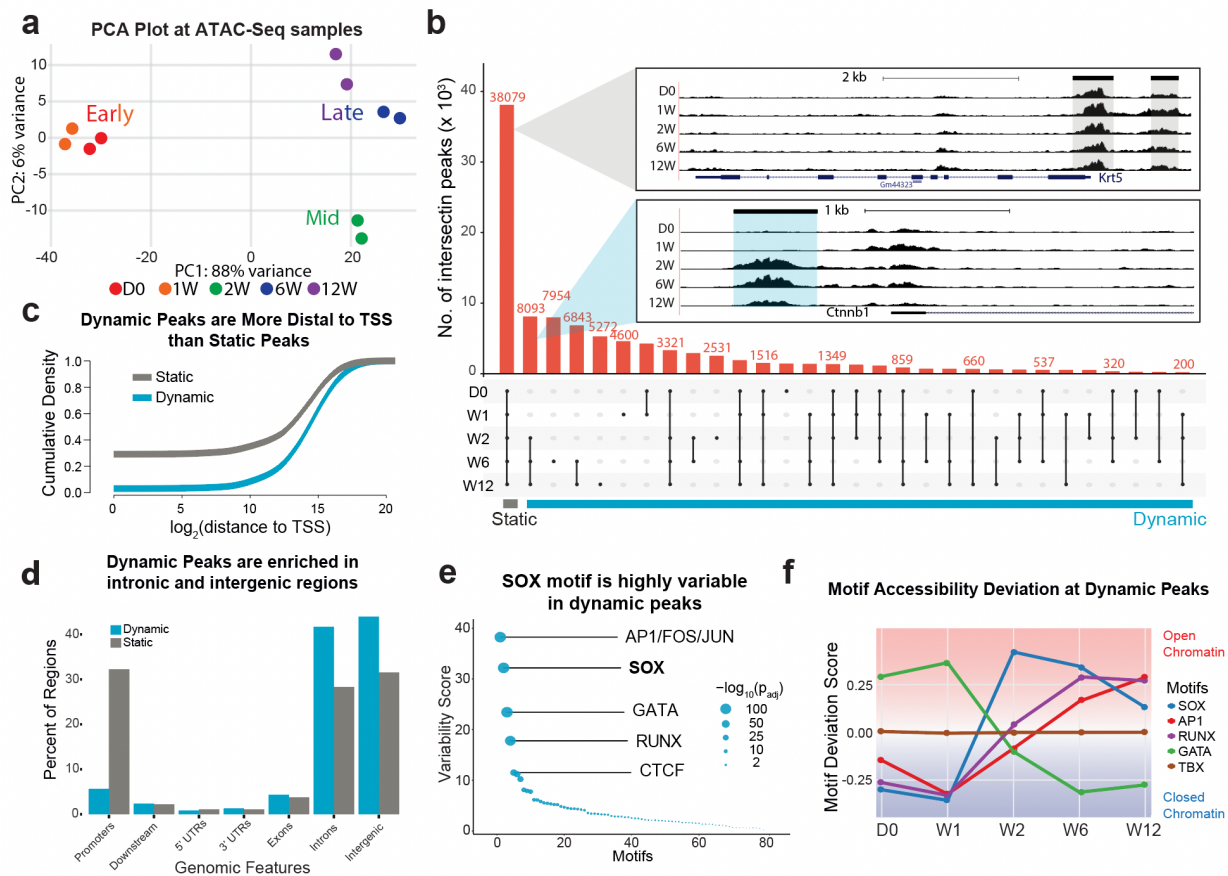 a
PCA Plot at ATAC-Seq samples
PC2: 6% variance
10
5
0
-5
-10
Early
Late
Mid
-40
-20
0
20
PC1: 88% variance
D0
1W
2W
6W
12W
b
No. of intersectin peaks (x 10³)
40
30
20
10
0
38079
8093
7954
6843
5272
4600
3321
2531
1516
1349
859
660
537
320
200
2 kb
D0
1W
2W
6W
12W
Gm44323
Krt5
1 kb
D0
1W
2W
6W
12W
Ctnnb1
D0
W1
W2
W6
W12
Static
Dynamic
c
Dynamic Peaks are More Distal to TSS
than Static Peaks
Cumulative Density
1.0
0.8
0.6
0.4
0.2
0.0
Static
Dynamic
0
5
10
15
20
log₂(distance to TSS)
d
Dynamic Peaks are enriched in
intronic and intergenic regions
Percent of Regions
40
30
20
10
0
Dynamic
Static
Promoters
Downstream
5' UTRs
3' UTRs
Exons
Introns
Intergenic
Genomic Features
e
SOX motif is highly variable
in dynamic peaks
Variability Score
40
30
20
10
0
AP1/FOS/JUN
SOX
GATA
RUNX
CTCF
−log₁₀(pₐdⱼ)
100
50
25
10
2
0
20
40
60
80
Motifs
f
Motif Accessibility Deviation at Dynamic Peaks
Motif Deviation Score
0.25
0.00
-0.25
D0
W1
W2
W6
W12
Open
Chromatin
Motifs
SOX
AP1
RUNX
GATA
TBX
Closed
Chromatin